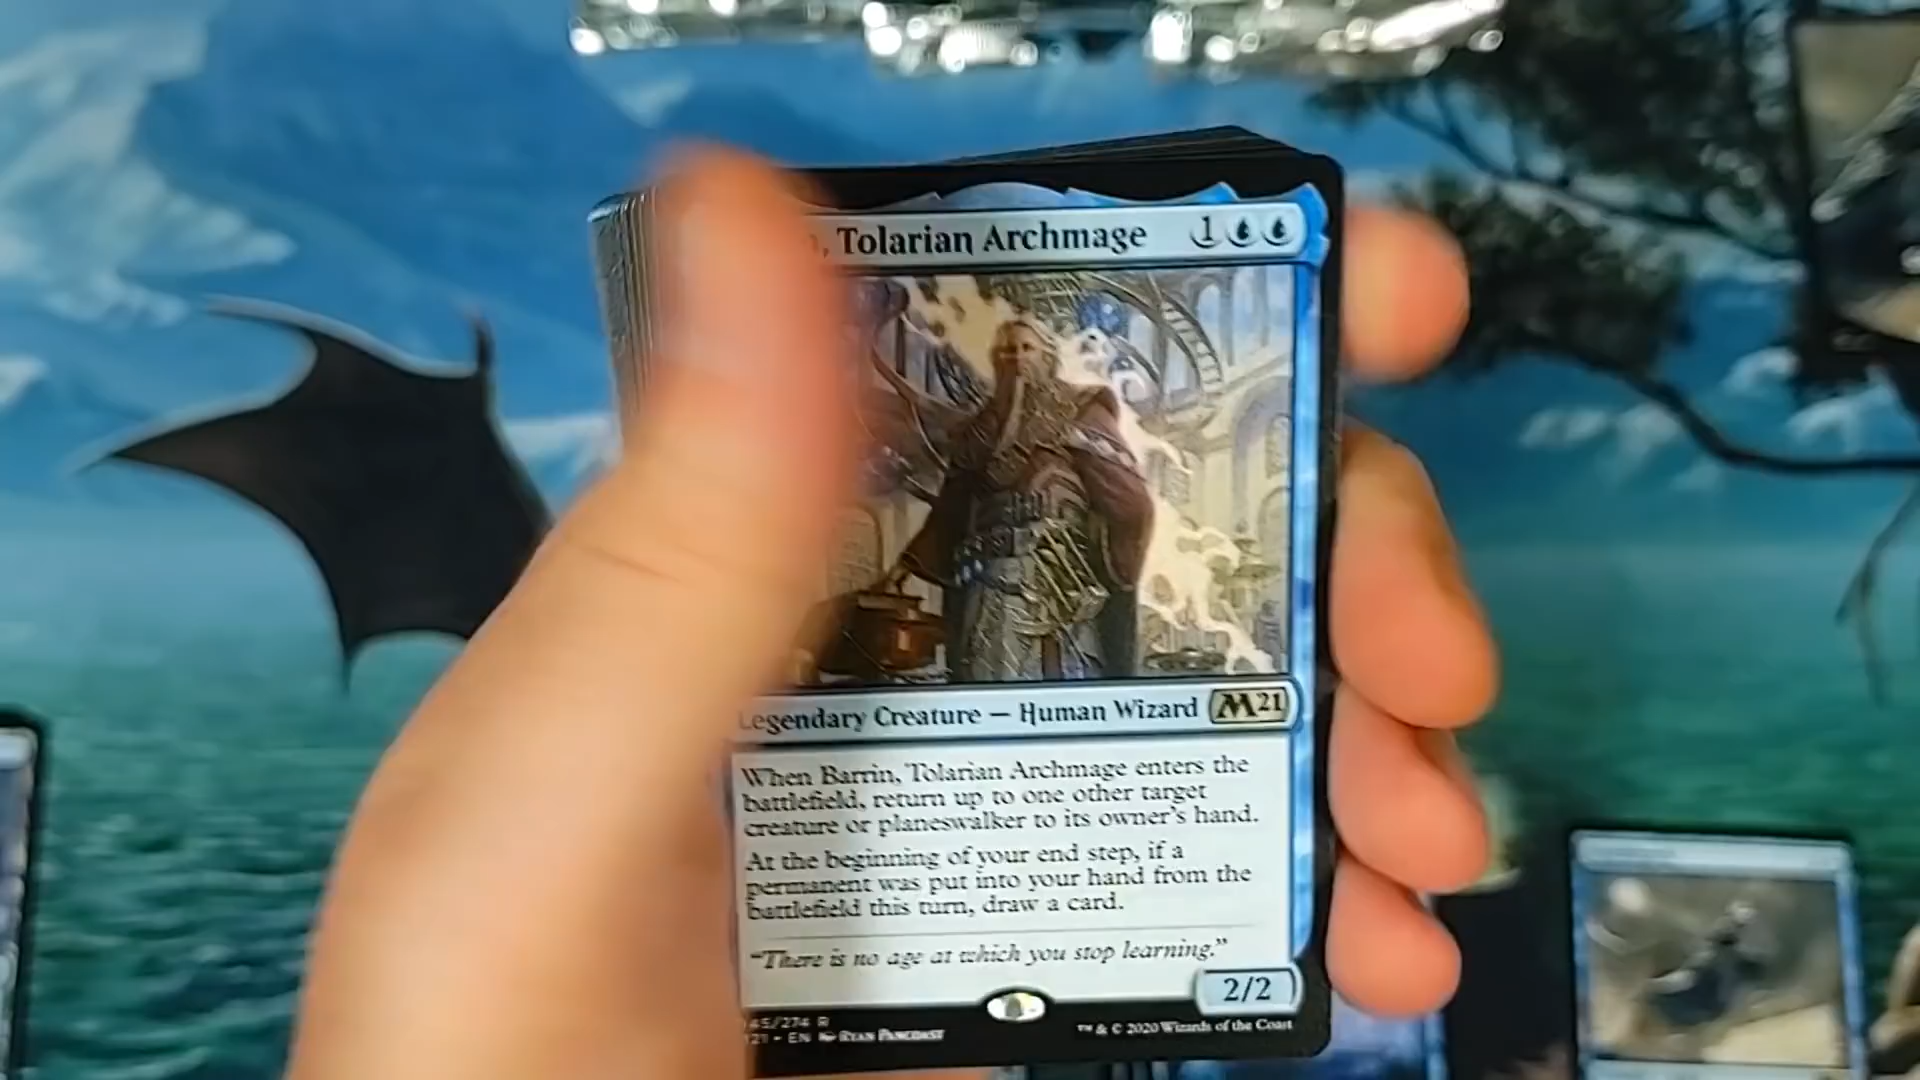 , Tolarian Archmage 1
Legendary Creature — Human Wizard M21
When Barrin, Tolarian Archmage enters the
battlefield, return up to one other target
creature or planeswalker to its owner's hand.
At the beginning of your end step, if a
permanent was put into your hand from the
battlefield this turn, draw a card.
"There is no age at which you stop learning."
2/2
45/274 R
21 • EN Ryan Pancoast
™ & © 2020 Wizards of the Coast